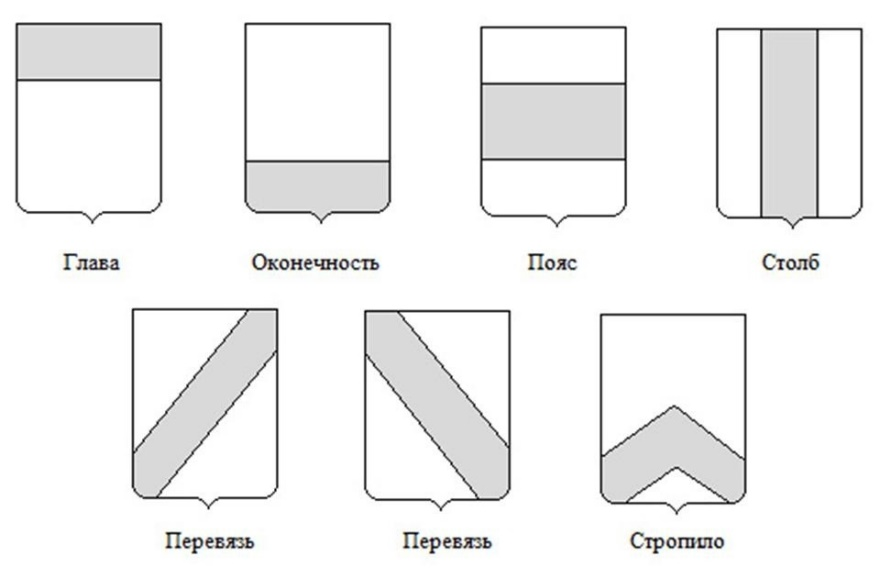 Глава
Оконечность
Пояс
Столб
Перевязь
Перевязь
Стропило